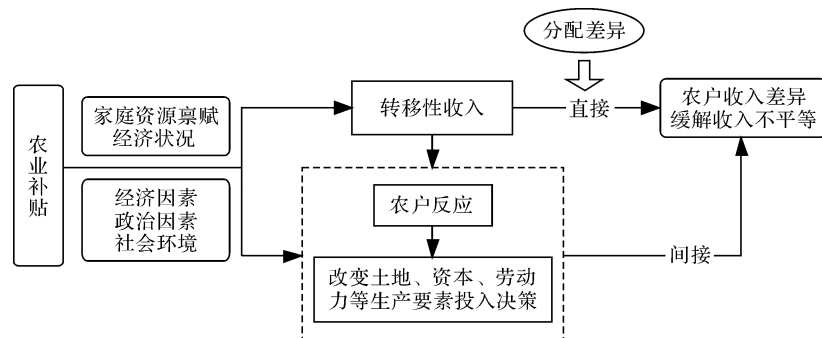 分配差异
农业补贴
家庭资源禀赋
经济状况
转移性收入
直接
农户收入差异
缓解收入不平等
经济因素
政治因素
社会环境
农户反应
间接
改变土地、资本、劳动
力等生产要素投入决策